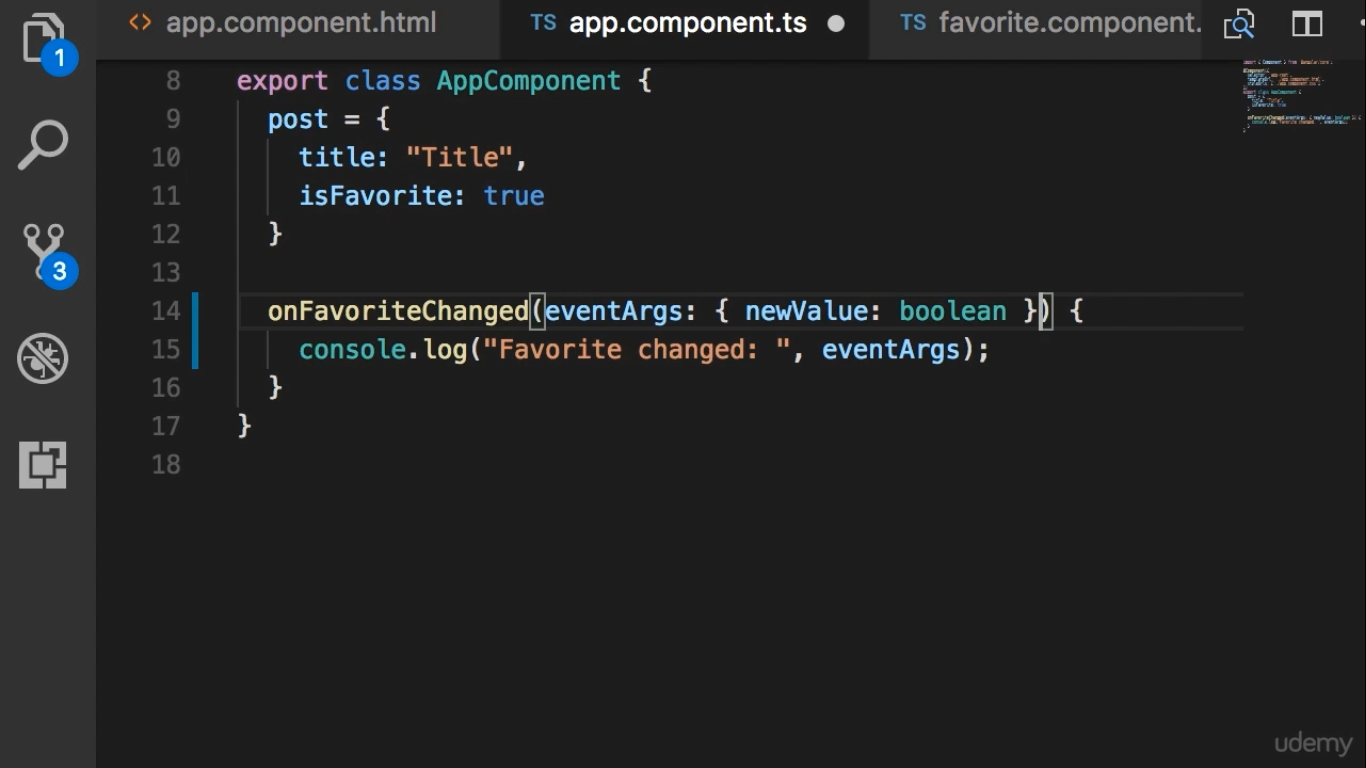 <> app.component.html TS app.component.ts TS favorite.component.
1
3
8 export class AppComponent {
9 post = {
10 title: "Title",
11 isFavorite: true
12 }
13
14 onFavoriteChanged(eventArgs: { newValue: boolean }) {
15 console.log("Favorite changed: ", eventArgs);
16 }
17 }
18
udemy